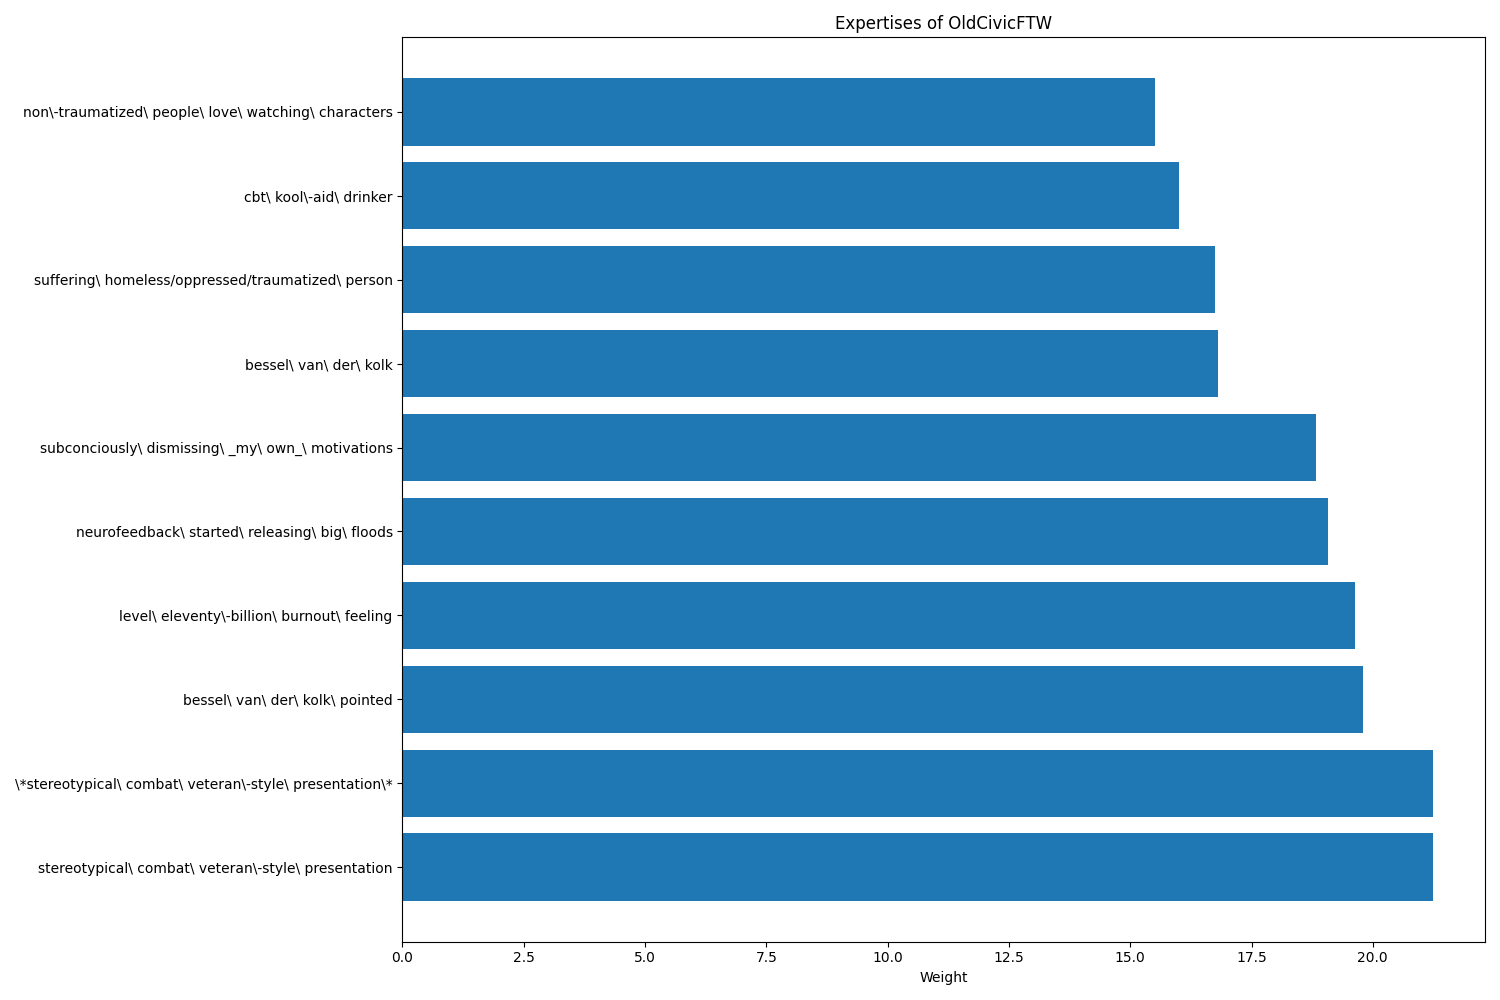 Expertises of OldCivicFTW
non\-traumatized\ people\ love\ watching\ characters
cbt\ kool\-aid\ drinker
suffering\ homeless/oppressed/traumatized\ person
bessel\ van\ der\ kolk
subconciously\ dismissing\ _my\ own_\ motivations
neurofeedback\ started\ releasing\ big\ floods
level\ eleventy\-billion\ burnout\ feeling
bessel\ van\ der\ kolk\ pointed
\*stereotypical\ combat\ veteran\-style\ presentation\*
stereotypical\ combat\ veteran\-style\ presentation
0.0 2.5 5.0 7.5 10.0 12.5 15.0 17.5 20.0
Weight